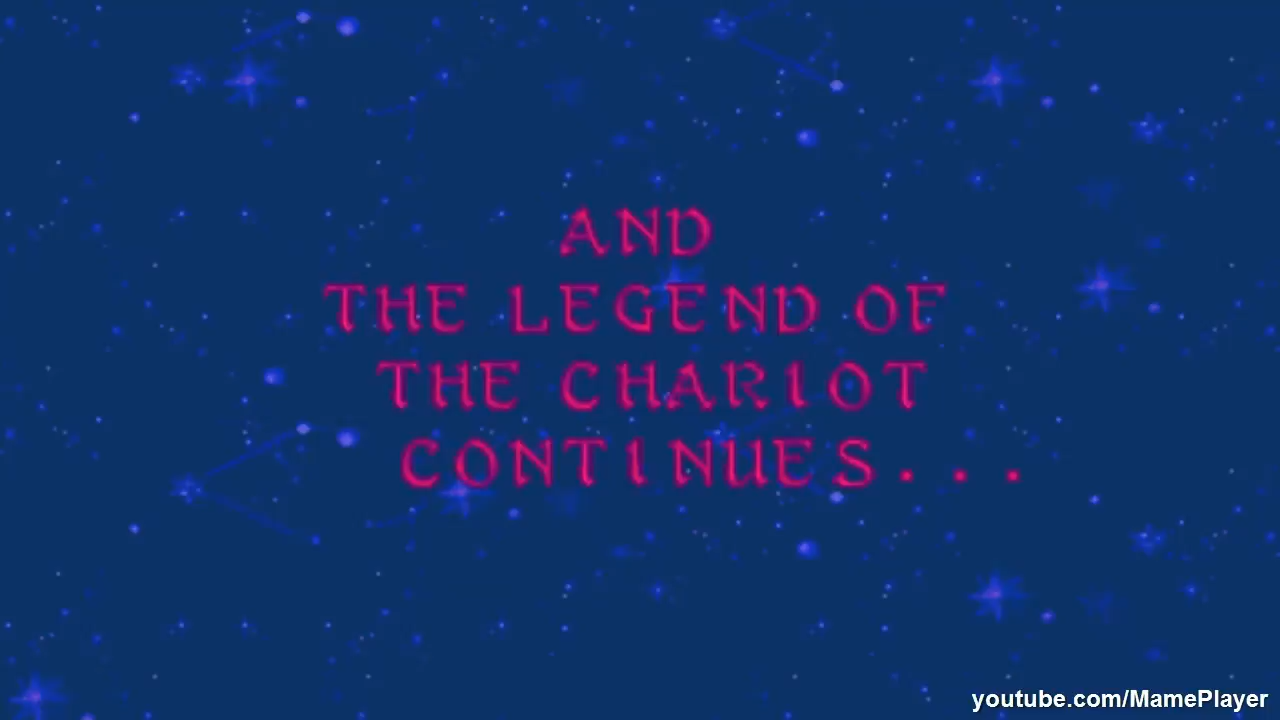 AND
THE LEGEND OF
THE CHARIOT
CONTINUES...
youtube.com/MamePlayer